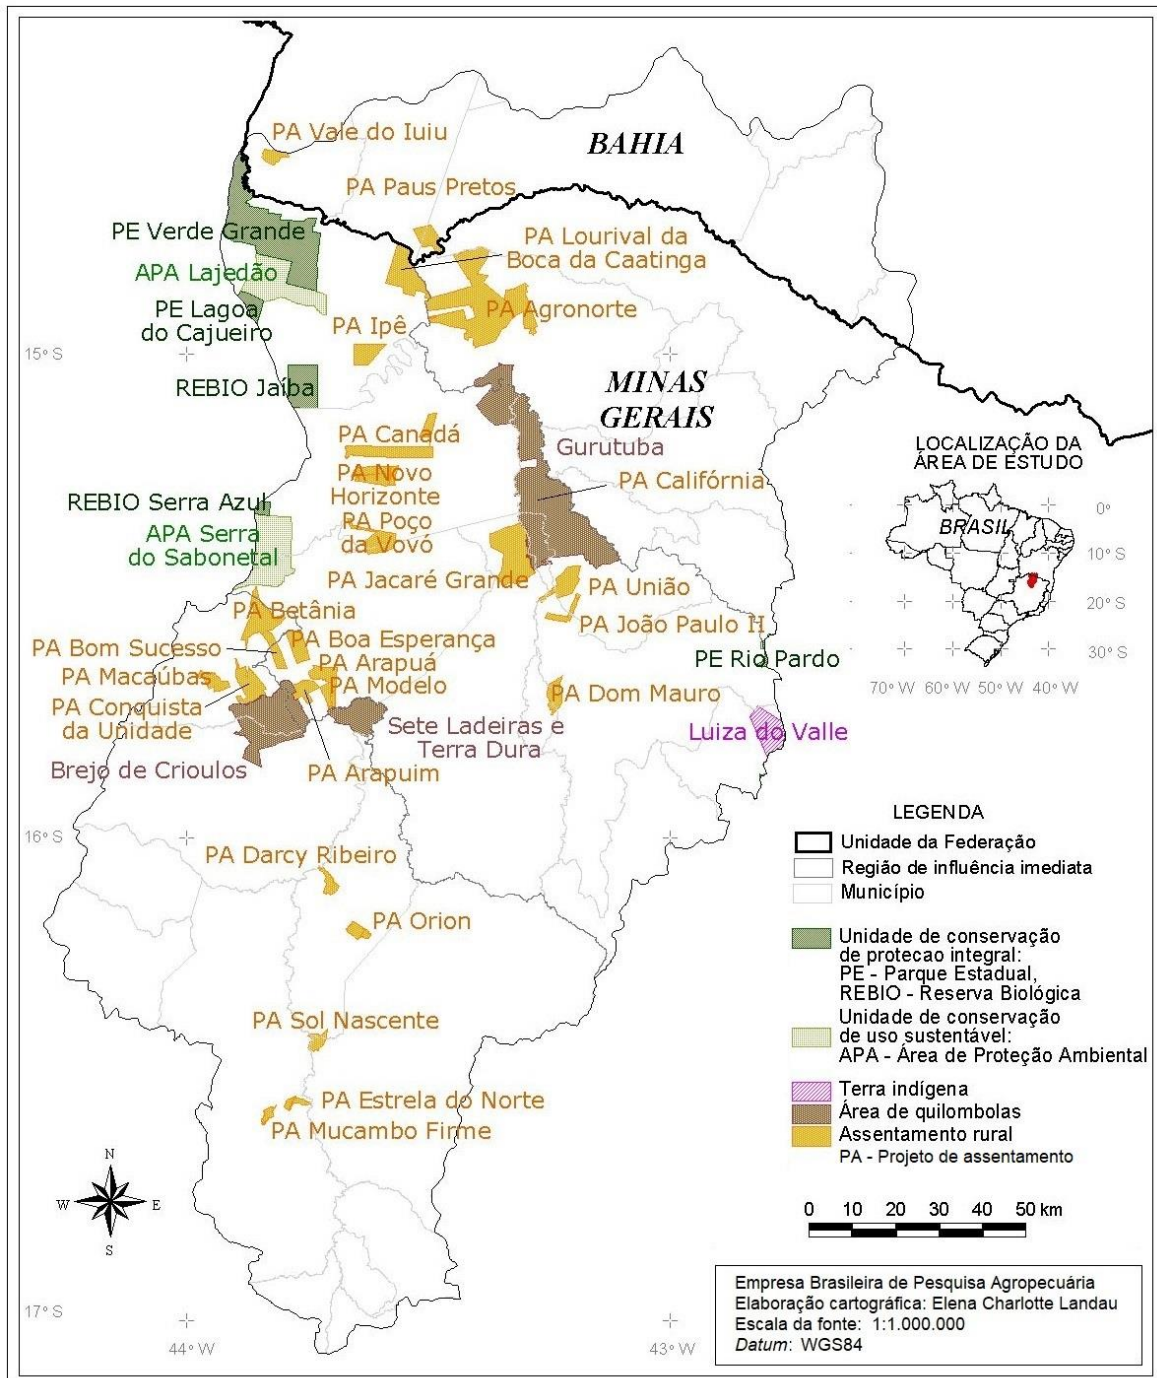 BAHIA
PA Vale do Iuiu
PA Paus Pretos
PE Verde Grande
PA Lourival da
Boca da Caatinga
APA Lajedão
PE Lagoa
do Cajueiro
PA Agronorte
PA Ipê
15° S
REBIO Jaíba
MINAS
GERAIS
PA Canadá
Gurutuba
PA Novo
Horizonte
PA Califórnia
REBIO Serra Azul
PA Poço
da Vovó
APA Serra
do Sabonetal
PA Jacaré Grande
PA União
PA Betânia
PA João Paulo II
PA Bom Sucesso
PA Boa Esperança
PE Rio Pardo
PA Macaúbas
PA Arapuá
PA Modelo
PA Dom Mauro
PA Conquista
da Unidade
Sete Ladeiras e
Terra Dura
Luiza do Valle
Brejo de Crioulos
PA Arapuim
16° S
PA Darcy Ribeiro
PA Orion
PA Sol Nascente
PA Estrela do Norte
PA Mucambo Firme
N
W E
S
17° S
44° W 43° W
LOCALIZAÇÃO DA
ÁREA DE ESTUDO
BRASIL
0°
10° S
20° S
30° S
70° W 60° W 50° W 40° W
LEGENDA
Unidade da Federação
Região de influência imediata
Município
Unidade de conservação
de protecao integral:
PE - Parque Estadual,
REBIO - Reserva Biológica
Unidade de conservação
de uso sustentável:
APA - Área de Proteção Ambiental
Terra indígena
Área de quilombolas
Assentamento rural
PA - Projeto de assentamento
0 10 20 30 40 50 km
Empresa Brasileira de Pesquisa Agropecuária
Elaboração cartográfica: Elena Charlotte Landau
Escala da fonte: 1:1.000.000
Datum: WGS84